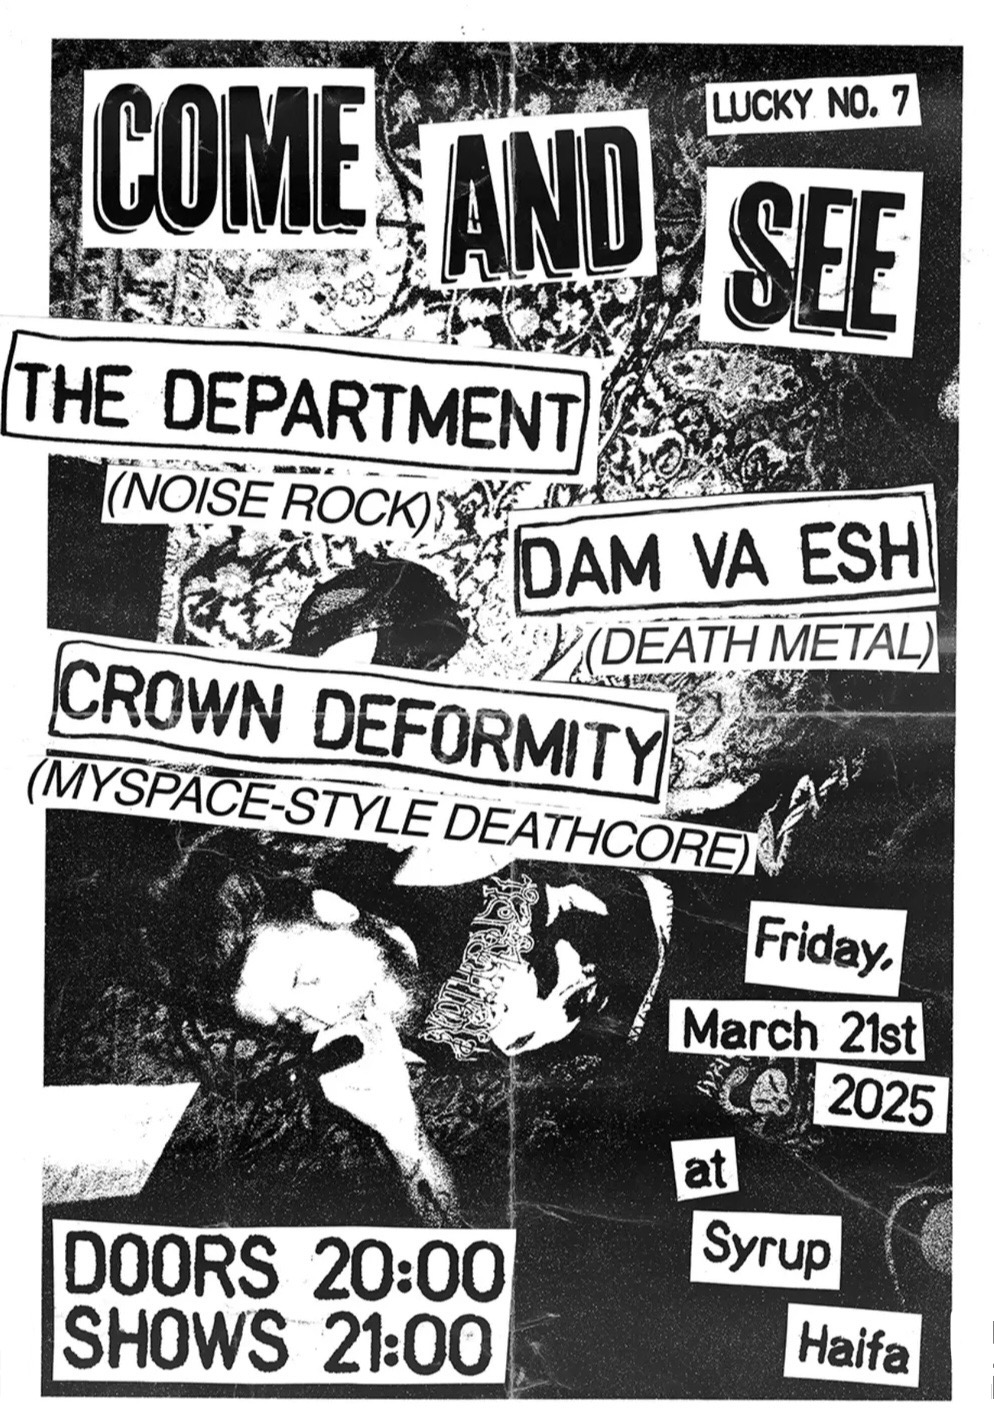 COME AND SEE
LUCKY NO. 7
THE DEPARTMENT
(NOISE ROCK)
DAM VA ESH
(DEATH METAL)
CROWN DEFORMITY
(MYSPACE-STYLE DEATHCORE)
Friday,
March 21st
2025
at
Syrup
Haifa
DOORS 20:00
SHOWS 21:00